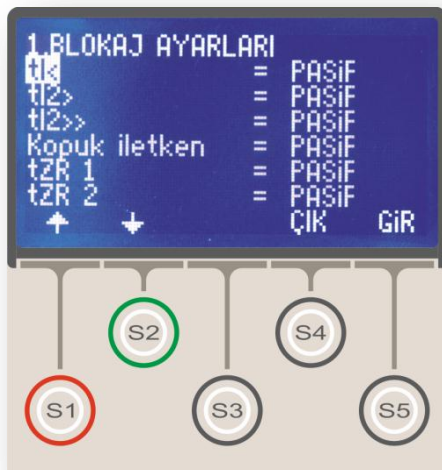 1.BLOKAJ AYARLARI
tI< = PASiF
tI2> = PASiF
tI2>> = PASiF
Kopuk iletken = PASiF
tZR 1 = PASiF
tZR 2 = PASiF
ÇIK GiR
S2 S4
S1 S3 S5